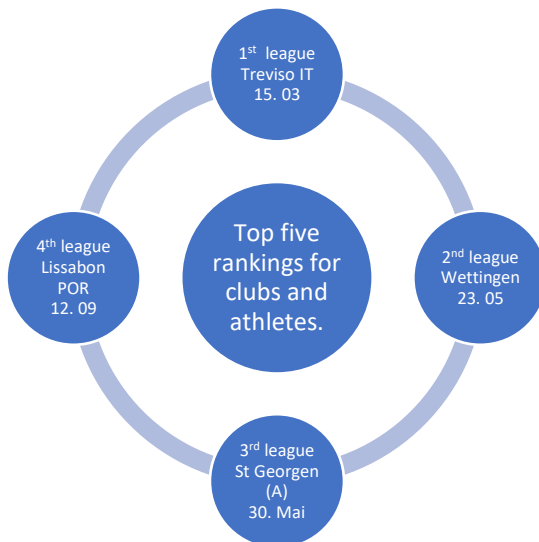 1st league
Treviso IT
15. 03
2nd league
Wettingen
23. 05
3rd league
St Georgen
(A)
30. Mai
4th league
Lissabon
POR
12. 09
Top five
rankings for
clubs and
athletes.